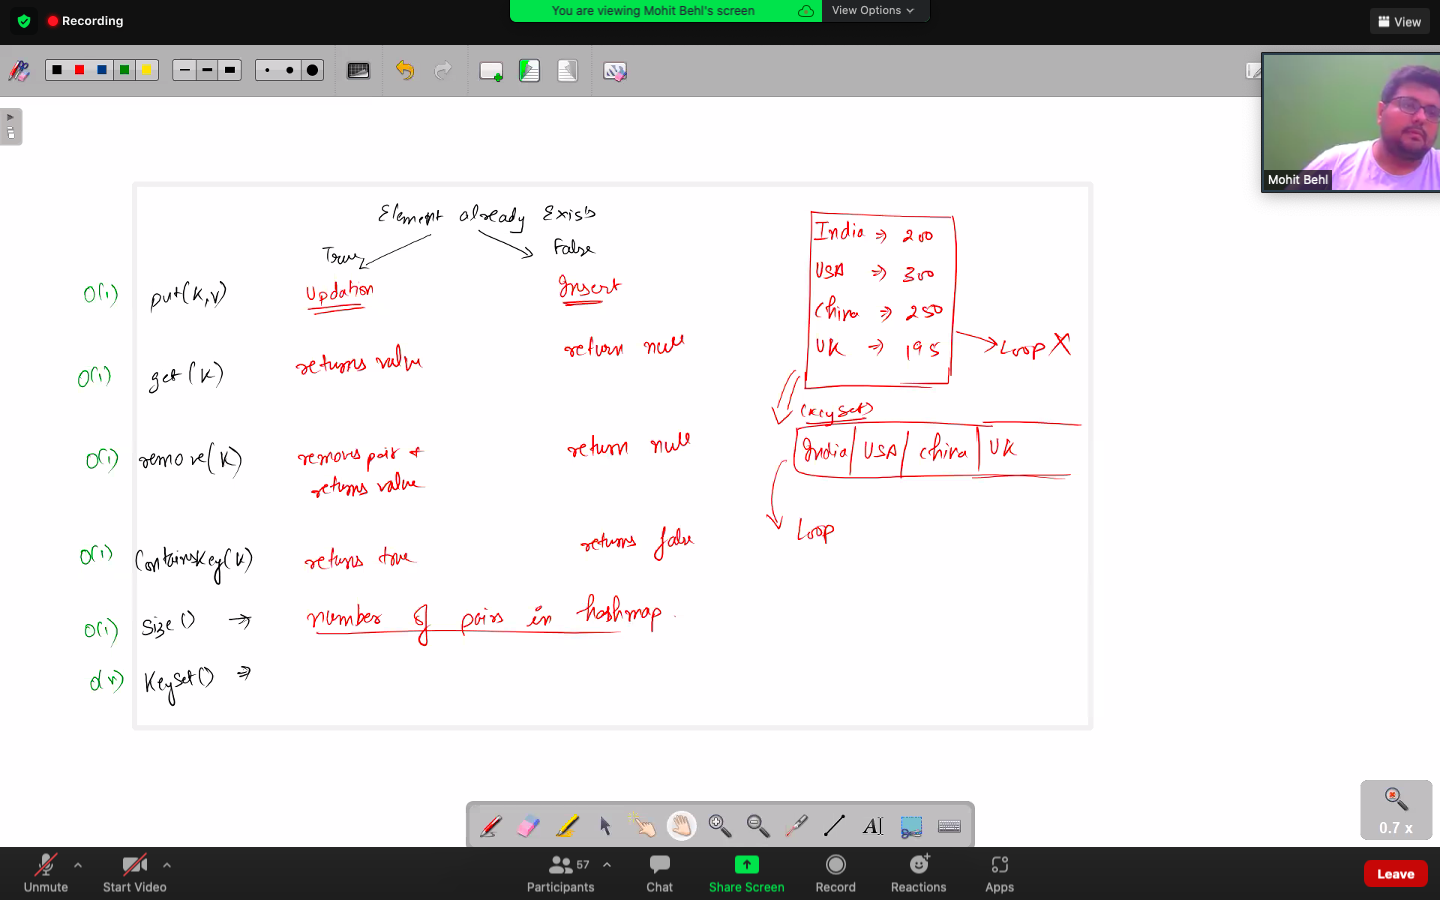 Recording
You are viewing Mohit Behl's screen
View Options
View
Mohit Behl
Element already Exists
True
False
O(1) put(K,V) Updation Insert
O(1) get(K) returns value return null
O(1) remove(K) removes pair & return null
returns value
O(1) ContainsKey(K) returns true returns false
O(1) Size() → number of pairs in hashmap.
O(n) KeySet() ⇒
India ⇒ 200
USA ⇒ 300
China ⇒ 250
UK ⇒ 195
Loop X
(KeySet)
India | USA | China | UK
Loop
A
0.7 x
Unmute
Start Video
57
Participants
Chat
Share Screen
Record
Reactions
Apps
Leave